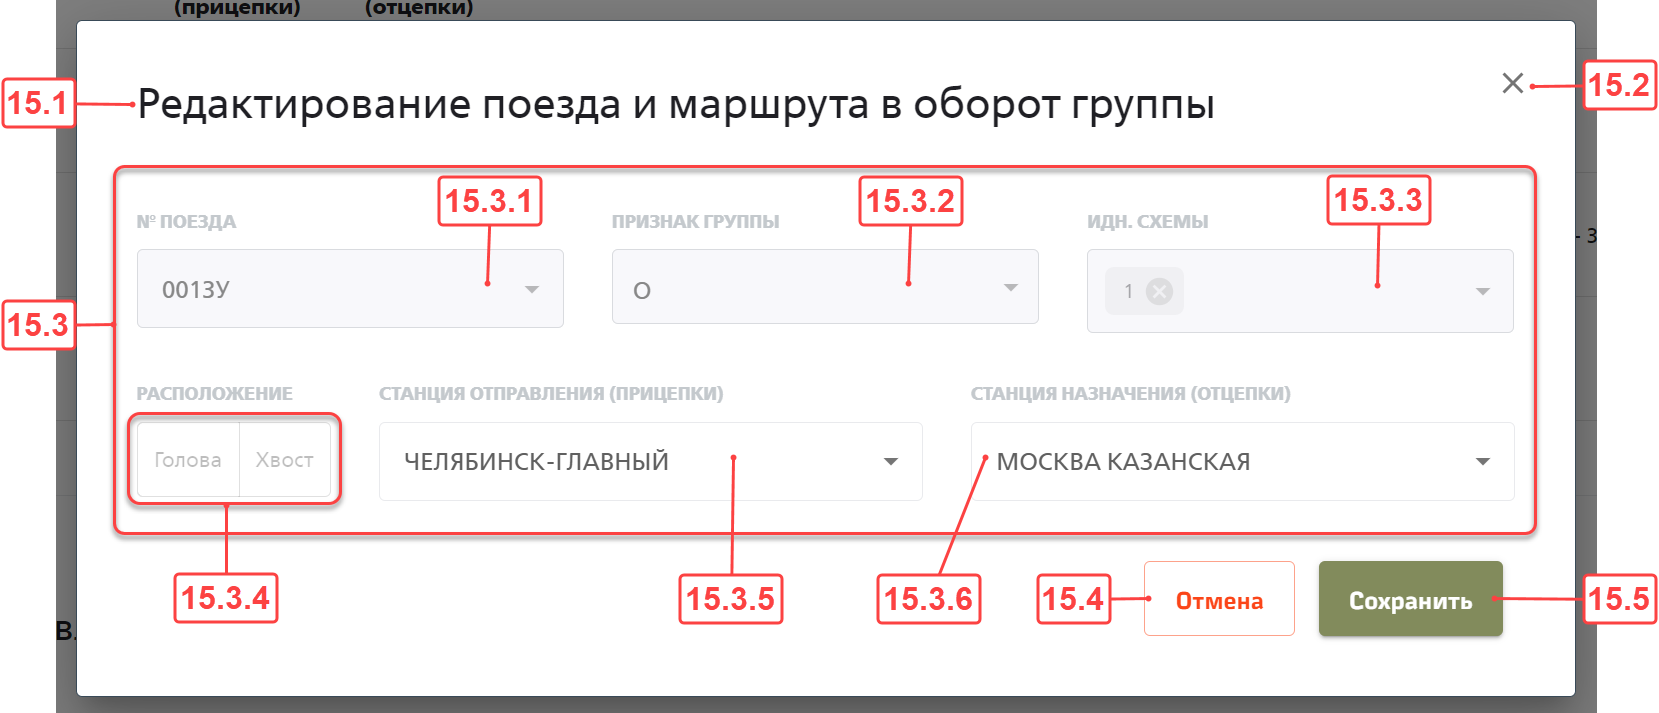 (прицепки) (отцепки)
15.1 Редактирование поезда и маршрута в оборот группы 15.2
15.3.1 15.3.2 15.3.3
№ ПОЕЗДА ПРИЗНАК ГРУППЫ ИДН. СХЕМЫ
- З
0013У О 1
15.3
РАСПОЛОЖЕНИЕ СТАНЦИЯ ОТПРАВЛЕНИЯ (ПРИЦЕПКИ) СТАНЦИЯ НАЗНАЧЕНИЯ (ОТЦЕПКИ)
Голова Хвост ЧЕЛЯБИНСК-ГЛАВНЫЙ МОСКВА КАЗАНСКАЯ
15.3.4 15.3.5 15.3.6 15.4 Отмена Сохранить 15.5